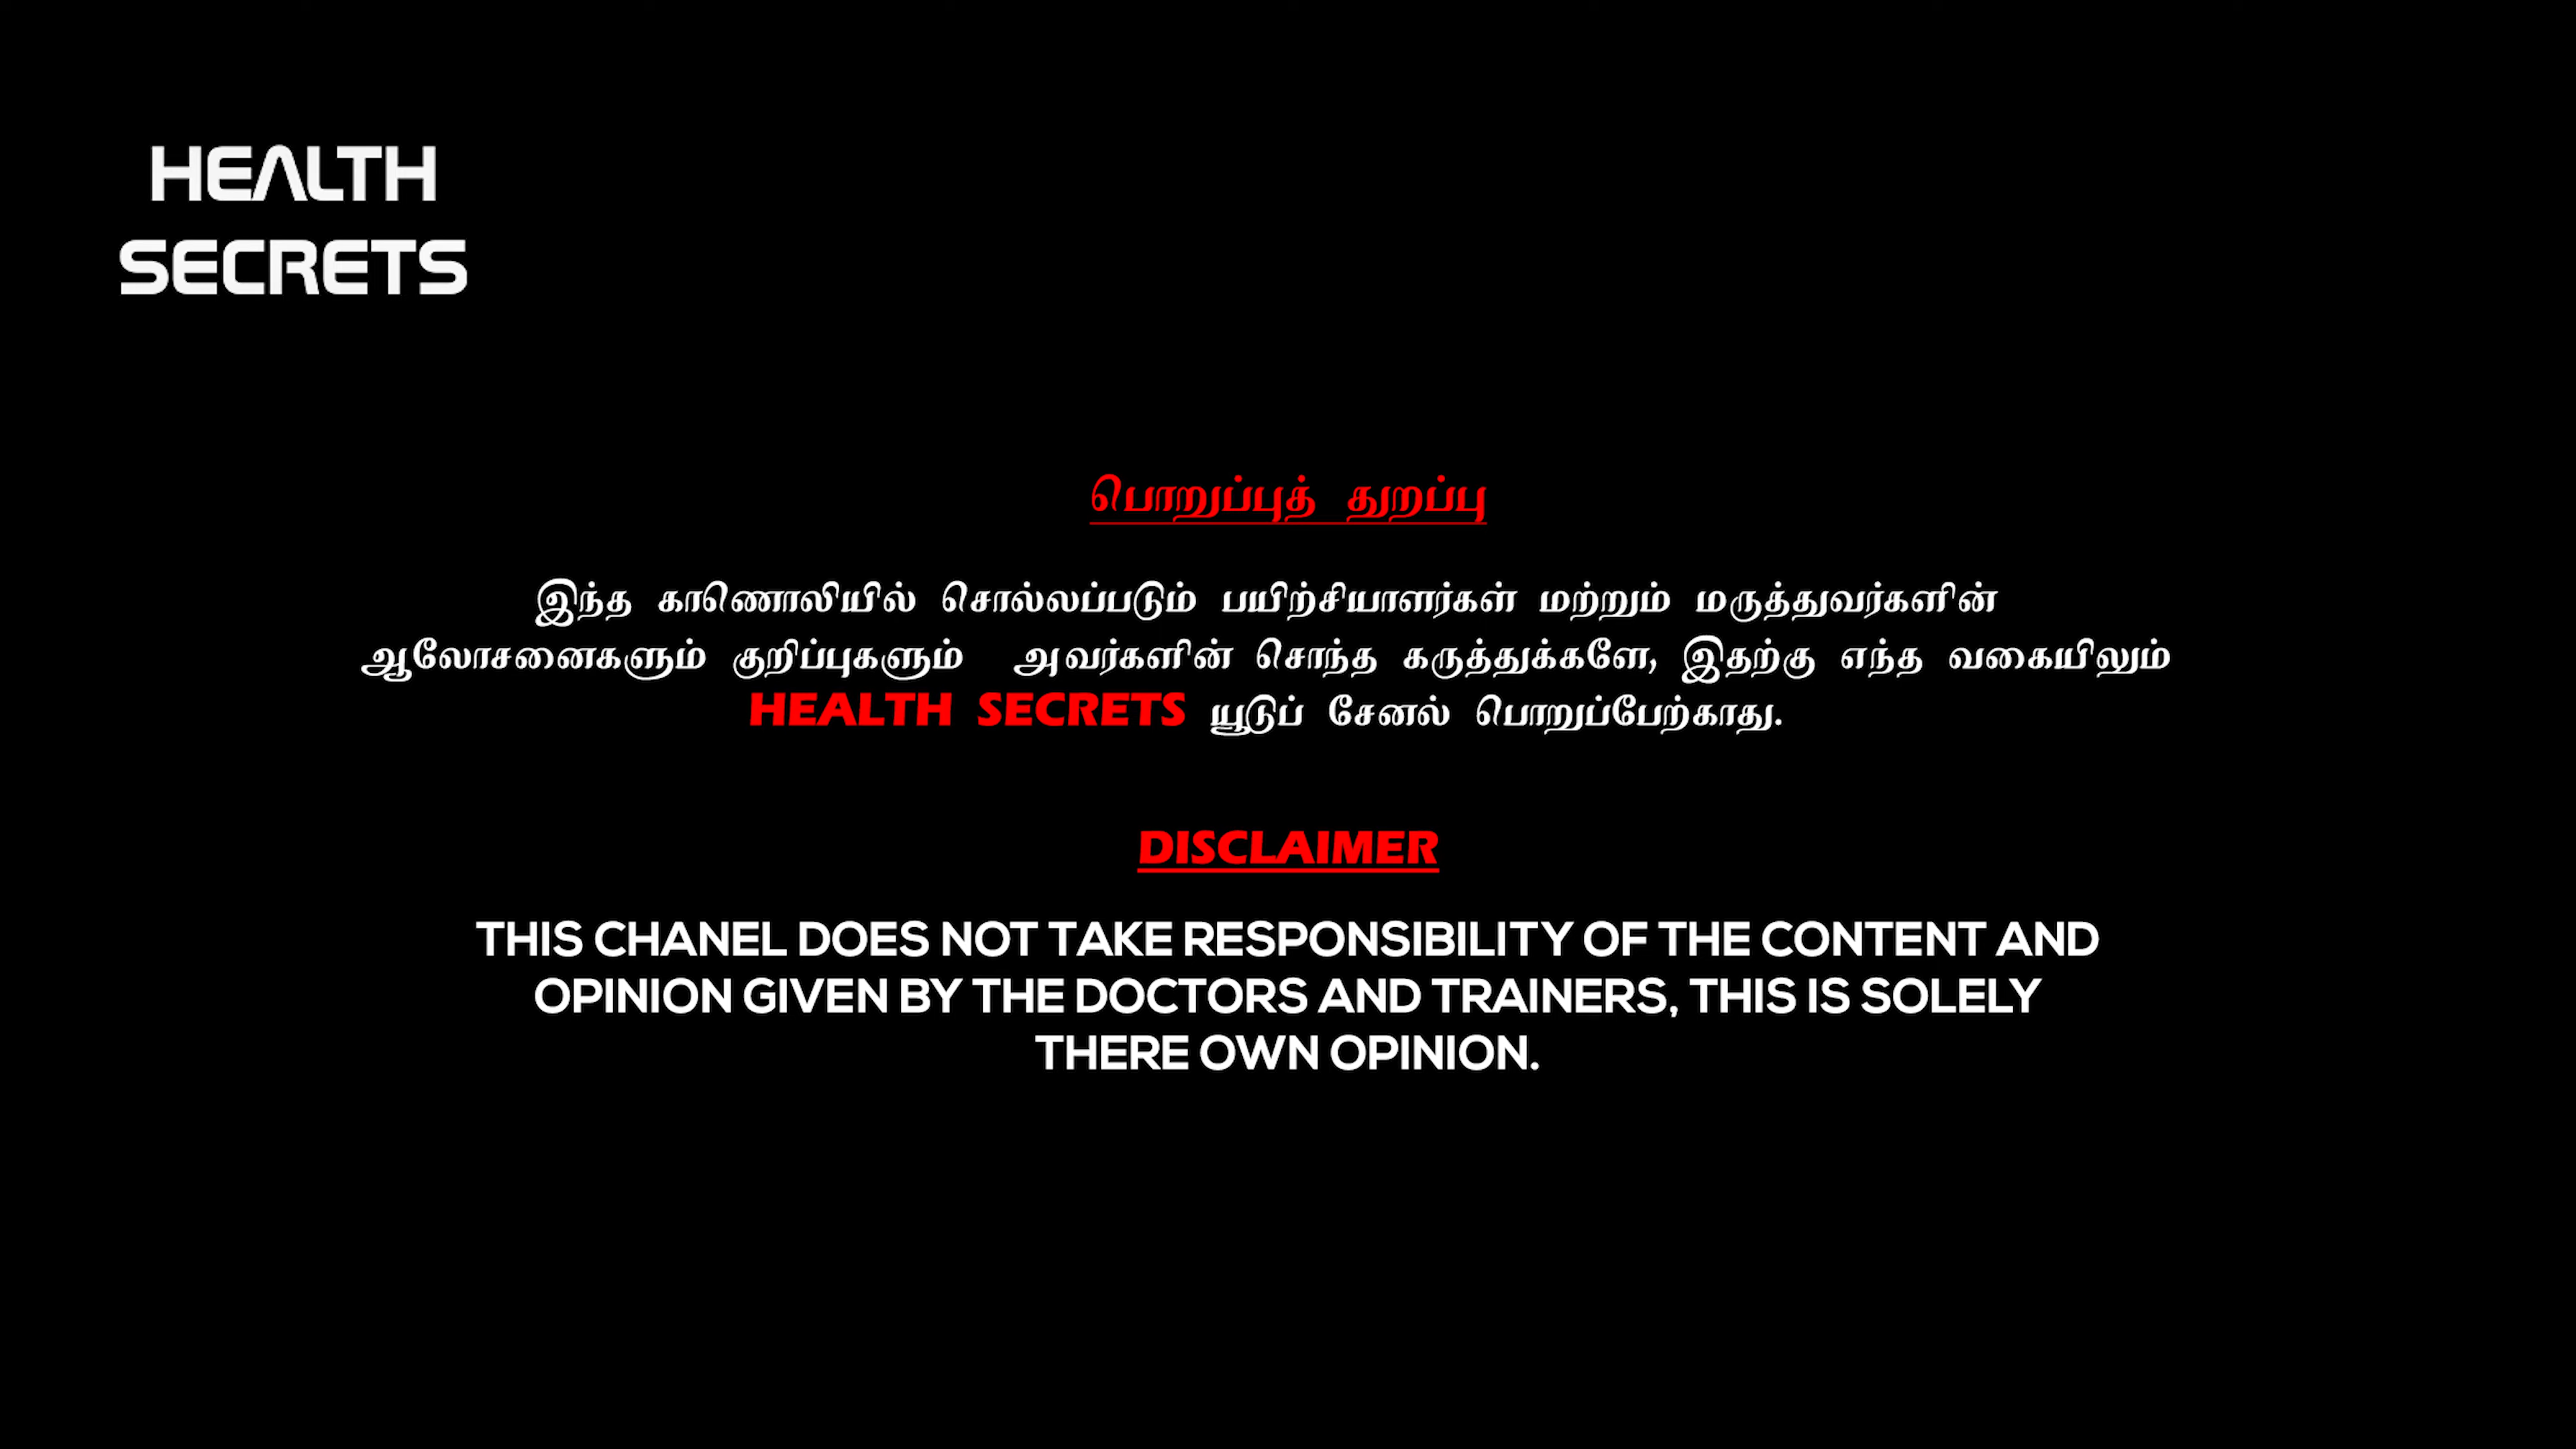 HEALTH
SECRETS
பொறுப்புத் துறப்பு
இந்த காணொலியில் சொல்லப்படும் பயிற்சியாளர்கள் மற்றும் மருத்துவர்களின்
ஆலோசனைகளும் குறிப்புகளும் அவர்களின் சொந்த கருத்துக்களே, இதற்கு எந்த வகையிலும்
HEALTH SECRETS யூடுப் சேனல் பொறுப்பேற்காது.
DISCLAIMER
THIS CHANEL DOES NOT TAKE RESPONSIBILITY OF THE CONTENT AND
OPINION GIVEN BY THE DOCTORS AND TRAINERS, THIS IS SOLELY
THERE OWN OPINION.